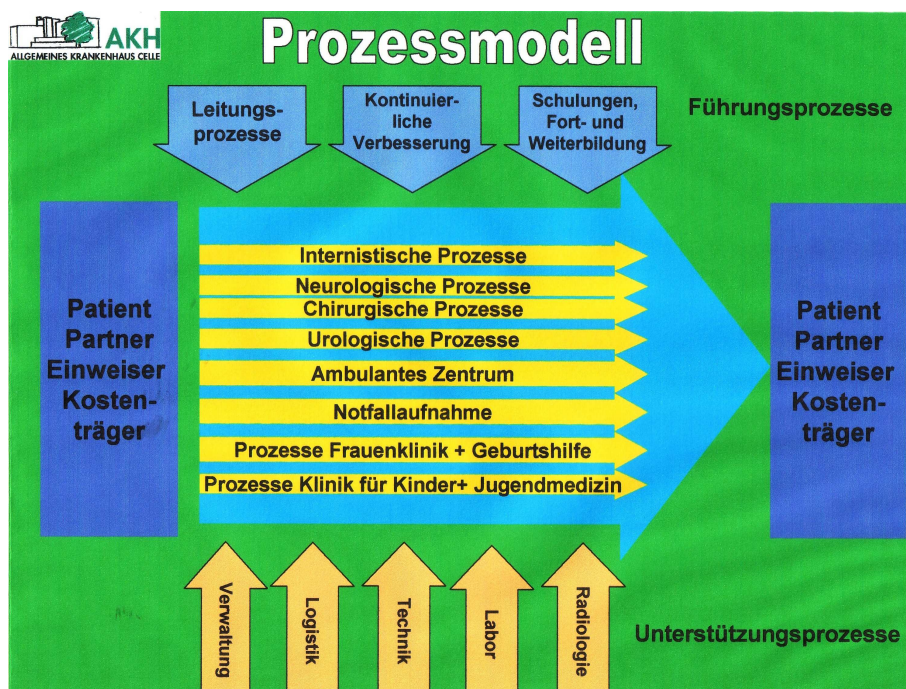 AKH
ALLGEMEINES KRANKENHAUS CELLE
Prozessmodell
Leitungs-
prozesse
Kontinuier-
liche
Verbesserung
Schulungen,
Fort- und
Weiterbildung
Führungsprozesse
Patient
Partner
Einweiser
Kosten-
träger
Internistische Prozesse
Neurologische Prozesse
Chirurgische Prozesse
Urologische Prozesse
Ambulantes Zentrum
Notfallaufnahme
Prozesse Frauenklinik + Geburtshilfe
Prozesse Klinik für Kinder+ Jugendmedizin
Patient
Partner
Einweiser
Kosten-
träger
Verwaltung
Logistik
Technik
Labor
Radiologie
Unterstützungsprozesse